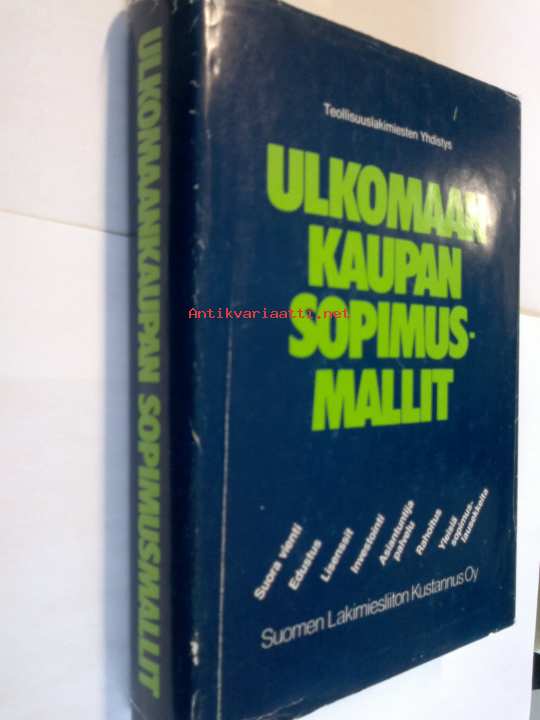 ULKOMAANKAUPAN SOPIMUSMALLIT
Teollisuuslakimiesten Yhdistys
ULKOMAAN
KAUPAN
SOPIMUS-
MALLIT
Antikvariaatti.net
Suora vienti
Edustus
Lisenssit
Investointi
Asiantuntija
palvelu
Rahoitus
Yleisiä
sopimus-
lausekkeita
Suomen Lakimiesliiton Kustannus Oy